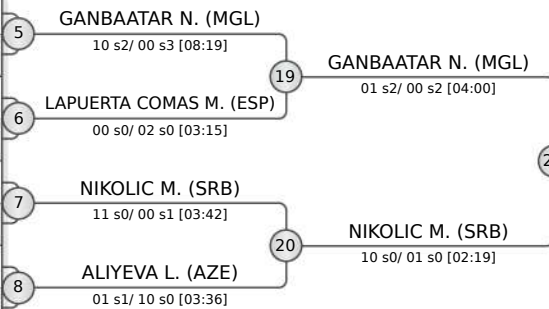 5
GANBAATAR N. (MGL)
10 s2/ 00 s3 [08:19]
19
GANBAATAR N. (MGL)
01 s2/ 00 s2 [04:00]
6
LAPUERTA COMAS M. (ESP)
00 s0/ 02 s0 [03:15]
7
NIKOLIC M. (SRB)
11 s0/ 00 s1 [03:42]
20
NIKOLIC M. (SRB)
10 s0/ 01 s0 [02:19]
8
ALIYEVA L. (AZE)
01 s1/ 10 s0 [03:36]